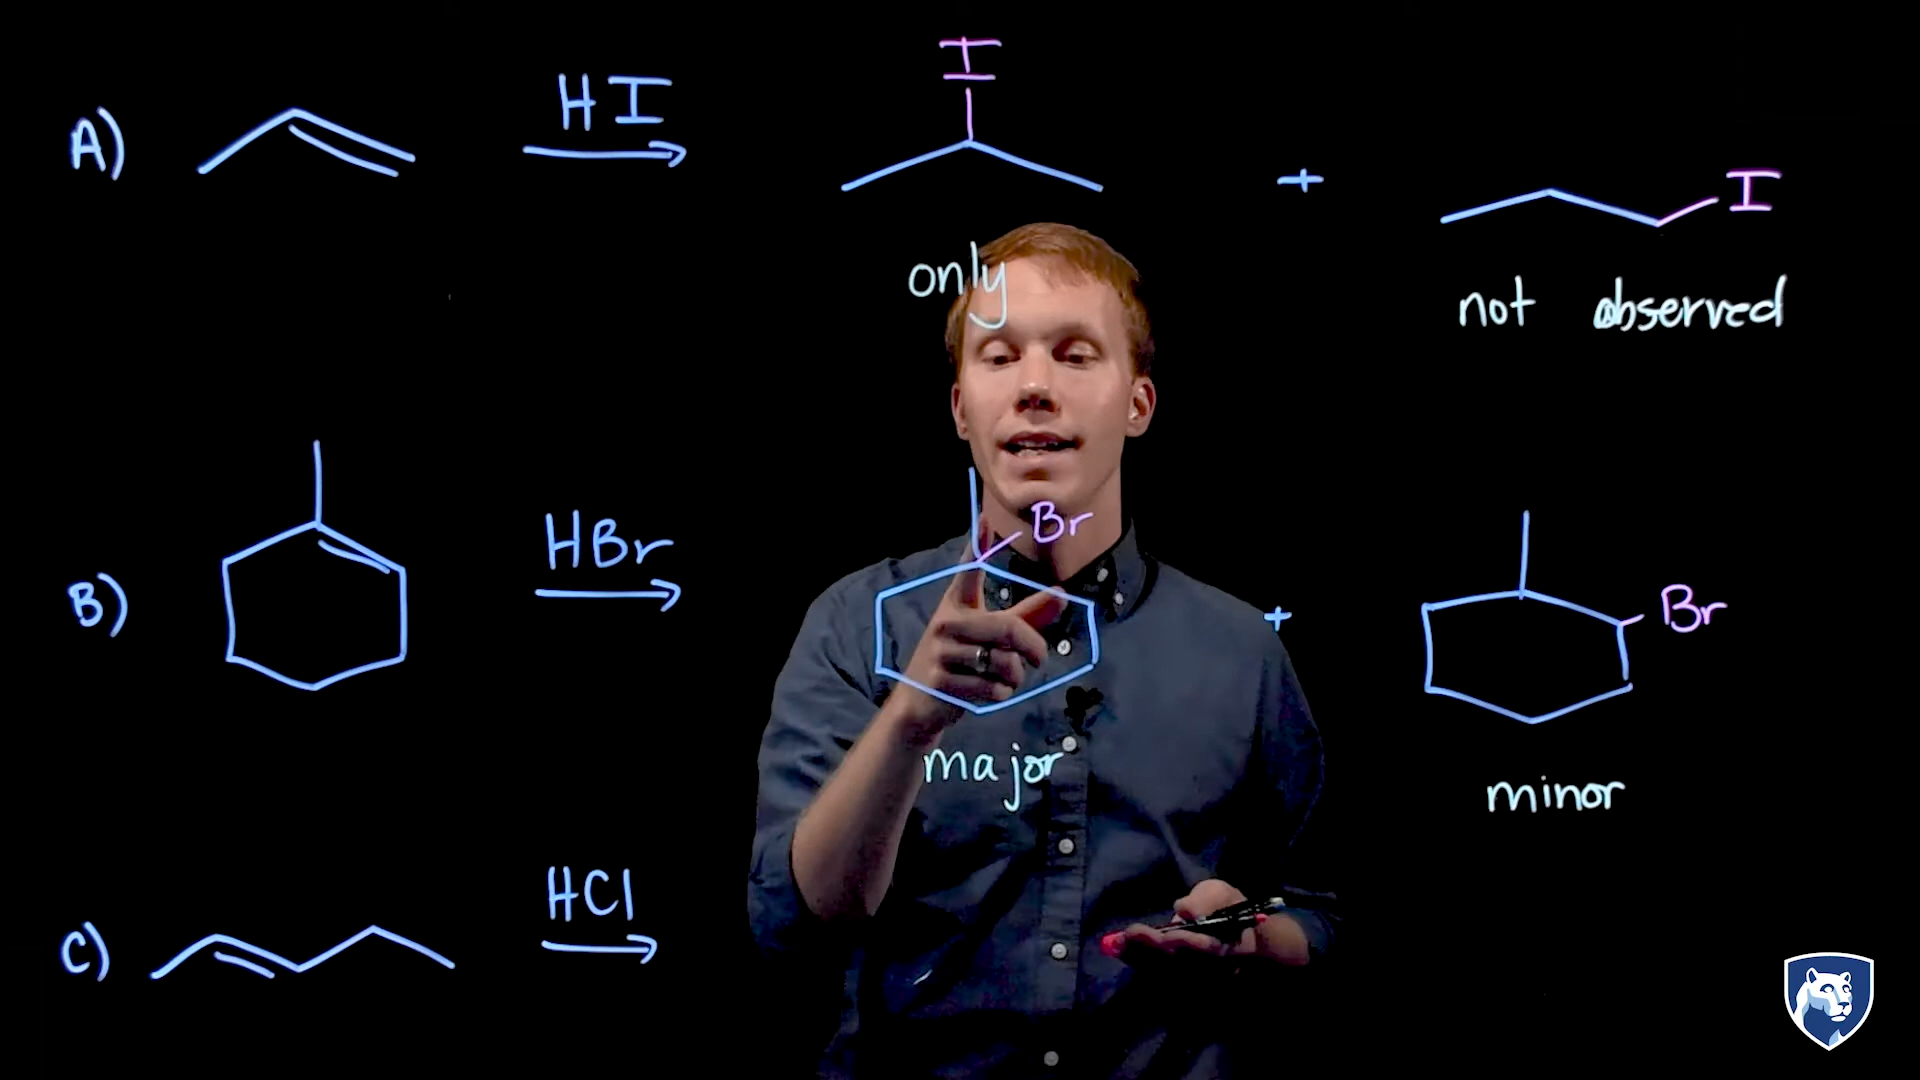 A) HI I + I
only not observed
B) HBr Br + Br
major minor
C) HCl